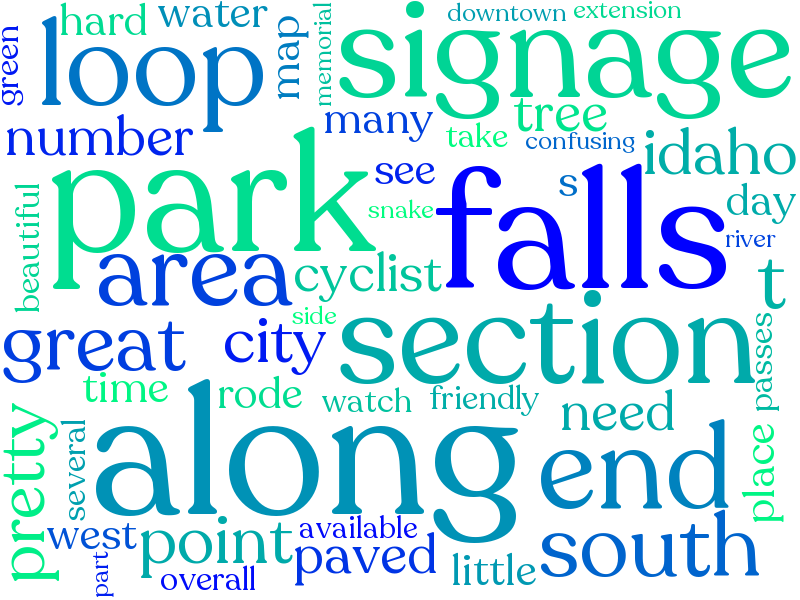 green
hard
water
map
memorial
downtown
extension
loop
signage
number
many
tree
take
confusing
idaho
see
s
day
park
falls
snake
river
beautiful
area
cyclist
t
side
great
city
section
passes
time
rode
watch
friendly
need
pretty
several
along
end
place
west
point
available
paved
south
part
overall
little